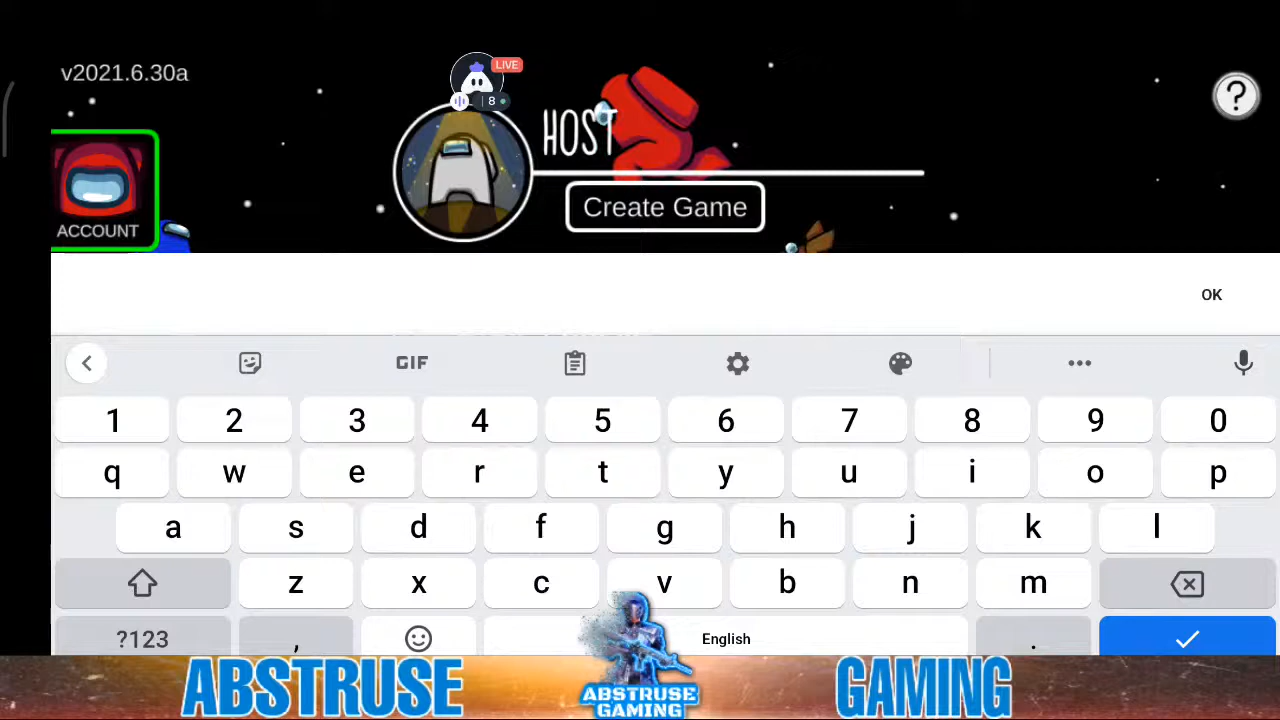 LIVE
v2021.6.30a
8
HOST
Create Game
ACCOUNT
?
OK
GIF
1 2 3 4 5 6 7 8 9 0
q w e r t y u i o p
a s d f g h j k l
z x c v b n m
?123 , English .
ABSTRUSE GAMING
ABSTRUSE
GAMING